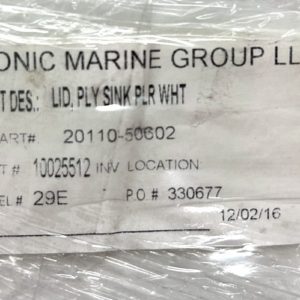 ONIC MARINE GROUP LL
T DES.: LID, PLY SINK PLR WHT
PART# 20110-50602
T # 10025512 INV LOCATION
EL# 29E P.O # 330677
12/02/16